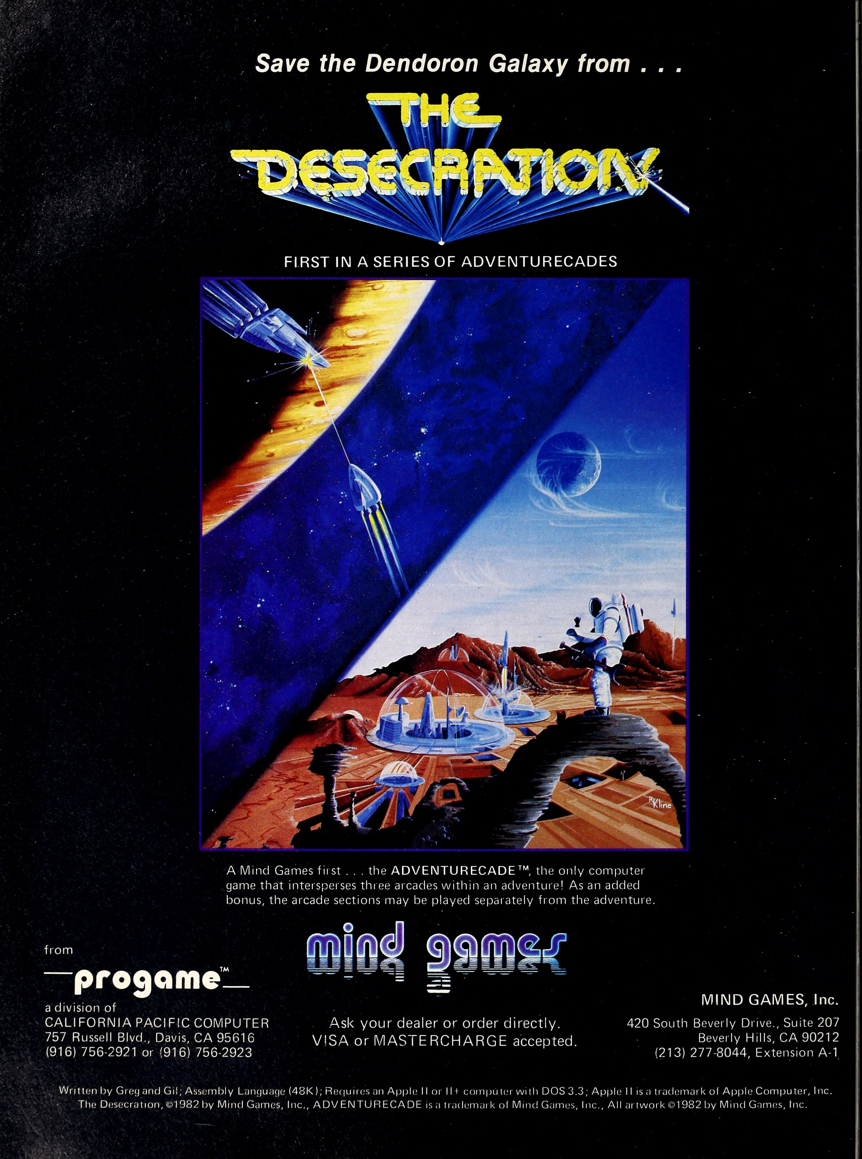 Save the Dendoron Galaxy from . . .
THE
DESECRATION
FIRST IN A SERIES OF ADVENTURECADES
Kline
A Mind Games first . . . the ADVENTURECADE™, the only computer
game that intersperses three arcades within an adventure! As an added
bonus, the arcade sections may be played separately from the adventure.
mind games
from
progame™
a division of
CALIFORNIA PACIFIC COMPUTER
757 Russell Blvd., Davis, CA 95616
(916) 756-2921 or (916) 756-2923
Ask your dealer or order directly.
VISA or MASTERCHARGE accepted.
MIND GAMES, Inc.
420 South Beverly Drive., Suite 207
Beverly Hills, CA 90212
(213) 277-8044, Extension A-1
Written by Greg and Gil; Assembly Language (48K); Requires an Apple II or II+ computer with DOS 3.3; Apple II is a trademark of Apple Computer, Inc.
The Desecration, ©1982 by Mind Games, Inc., ADVENTURECADE is a trademark of Mind Games, Inc., All artwork ©1982 by Mind Games, Inc.